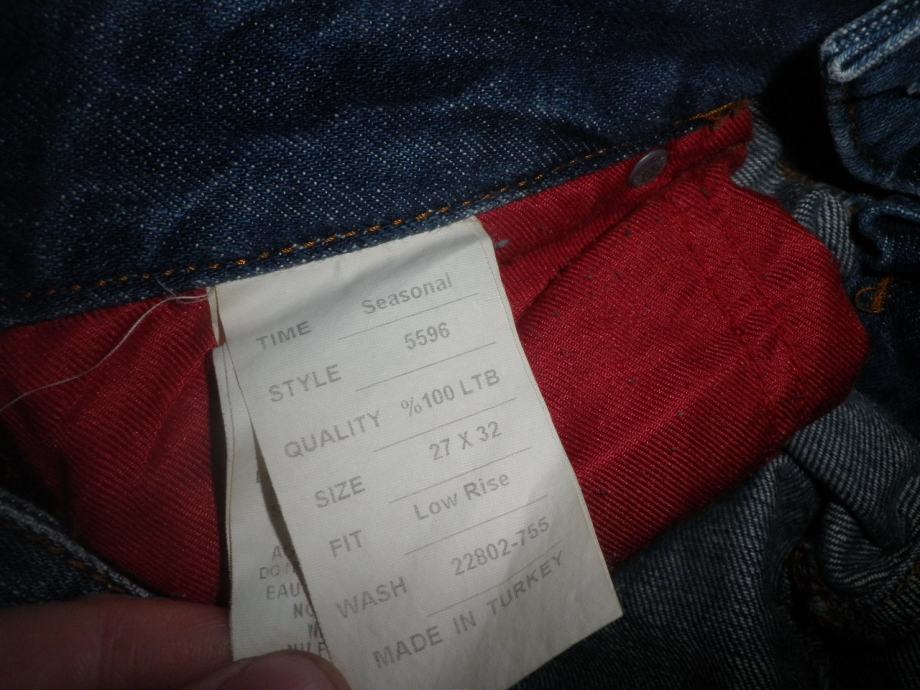 TIME Seasonal
STYLE 5596
QUALITY %100 LTB
SIZE 27 X 32
FIT Low Rise
WASH 22802-755
MADE IN TURKEY